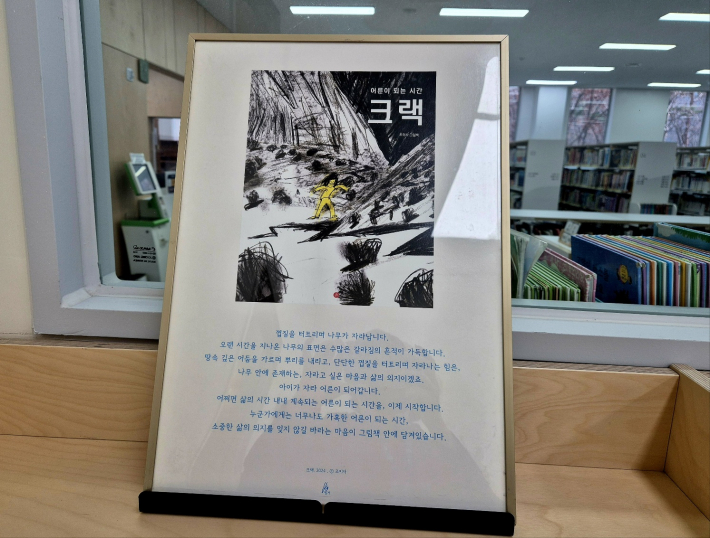 어른이 되는 시간
크랙
껍질을 터트리며 나무가 자라납니다.
오랜 시간을 지나온 나무의 표면은 수많은 갈라짐의 흔적이 가득합니다.
땅속 깊은 어둠을 가르며 뿌리를 내리고, 단단한 껍질을 터트리며 자라나는 힘은,
나무 안에 존재하는, 자라고 싶은 마음과 삶의 의지이겠죠.
아이가 자라 어른이 되어갑니다.
어쩌면 삶의 시간 내내 계속되는 어른이 되는 시간을, 이제 시작합니다.
누군가에게는 너무나도 가혹한 어른이 되는 시간,
소중한 삶의 의지를 잊지 않길 바라는 마음이 그림책 안에 담겨있습니다.